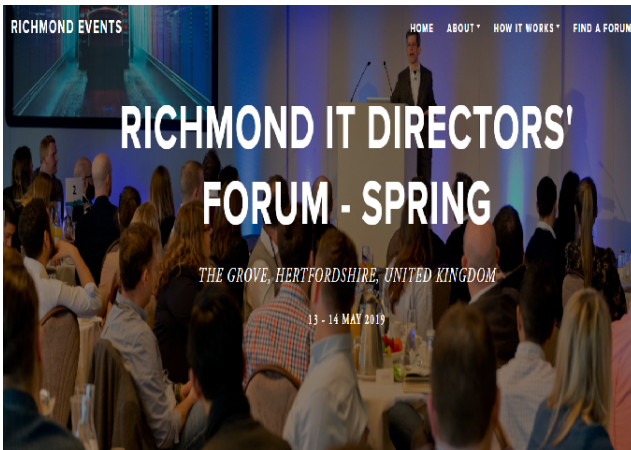 RICHMOND EVENTS
HOME ABOUT HOW IT WORKS FIND A FORUM
2
RICHMOND IT DIRECTORS'
FORUM - SPRING
THE GROVE, HERTFORDSHIRE, UNITED KINGDOM
13 - 14 MAY 2019